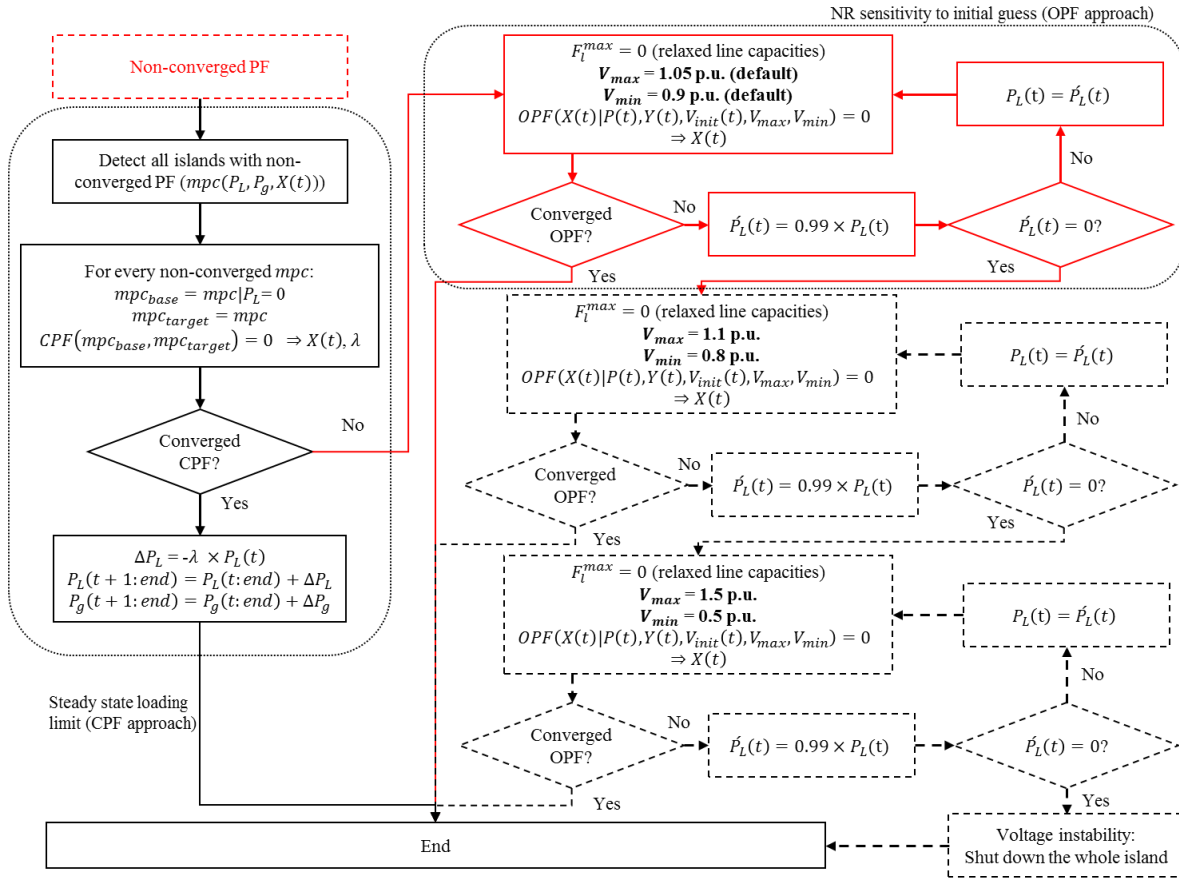 NR sensitivity to initial guess (OPF approach)
Non-converged PF
Detect all islands with non-
converged PF (mpc(P_L, P_g, X(t)))
For every non-converged mpc:
mpc_base = mpc|P_L= 0
mpc_target = mpc
CPF(mpc_base, mpc_target) = 0 ⇒ X(t), λ
Converged
CPF?
No
Yes
ΔP_L = -λ × P_L(t)
P_L(t + 1: end) = P_L(t: end) + ΔP_L
P_g(t + 1: end) = P_g(t: end) + ΔP_g
Steady state loading
limit (CPF approach)
F_l^max = 0 (relaxed line capacities)
V_max = 1.05 p.u. (default)
V_min = 0.9 p.u. (default)
OPF(X(t)|P(t), Y(t), V_init(t), V_max, V_min) = 0
⇒ X(t)
P_L(t) = Ṕ_L(t)
No
Converged
OPF?
No
Ṕ_L(t) = 0.99 × P_L(t)
Ṕ_L(t) = 0?
Yes
Yes
F_l^max = 0 (relaxed line capacities)
V_max = 1.1 p.u.
V_min = 0.8 p.u.
OPF(X(t)|P(t), Y(t), V_init(t), V_max, V_min) = 0
⇒ X(t)
P_L(t) = Ṕ_L(t)
No
Converged
OPF?
No
Ṕ_L(t) = 0.99 × P_L(t)
Ṕ_L(t) = 0?
Yes
Yes
F_l^max = 0 (relaxed line capacities)
V_max = 1.5 p.u.
V_min = 0.5 p.u.
OPF(X(t)|P(t), Y(t), V_init(t), V_max, V_min) = 0
⇒ X(t)
P_L(t) = Ṕ_L(t)
No
Converged
OPF?
No
Ṕ_L(t) = 0.99 × P_L(t)
Ṕ_L(t) = 0?
Yes
Yes
End
Voltage instability:
Shut down the whole island